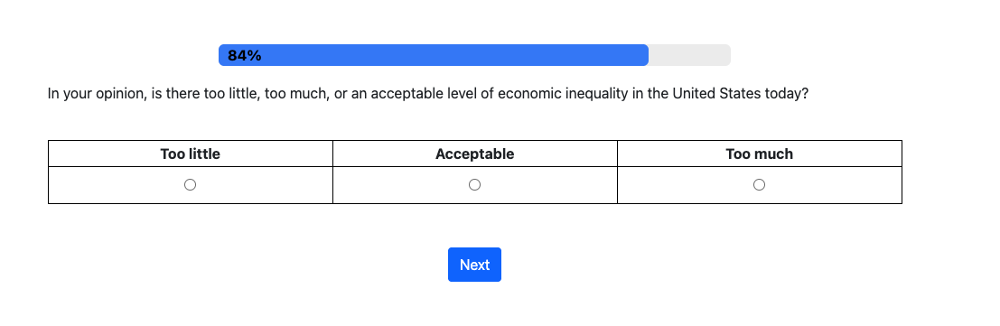 84%
In your opinion, is there too little, too much, or an acceptable level of economic inequality in the United States today?
Too little Acceptable Too much
Next